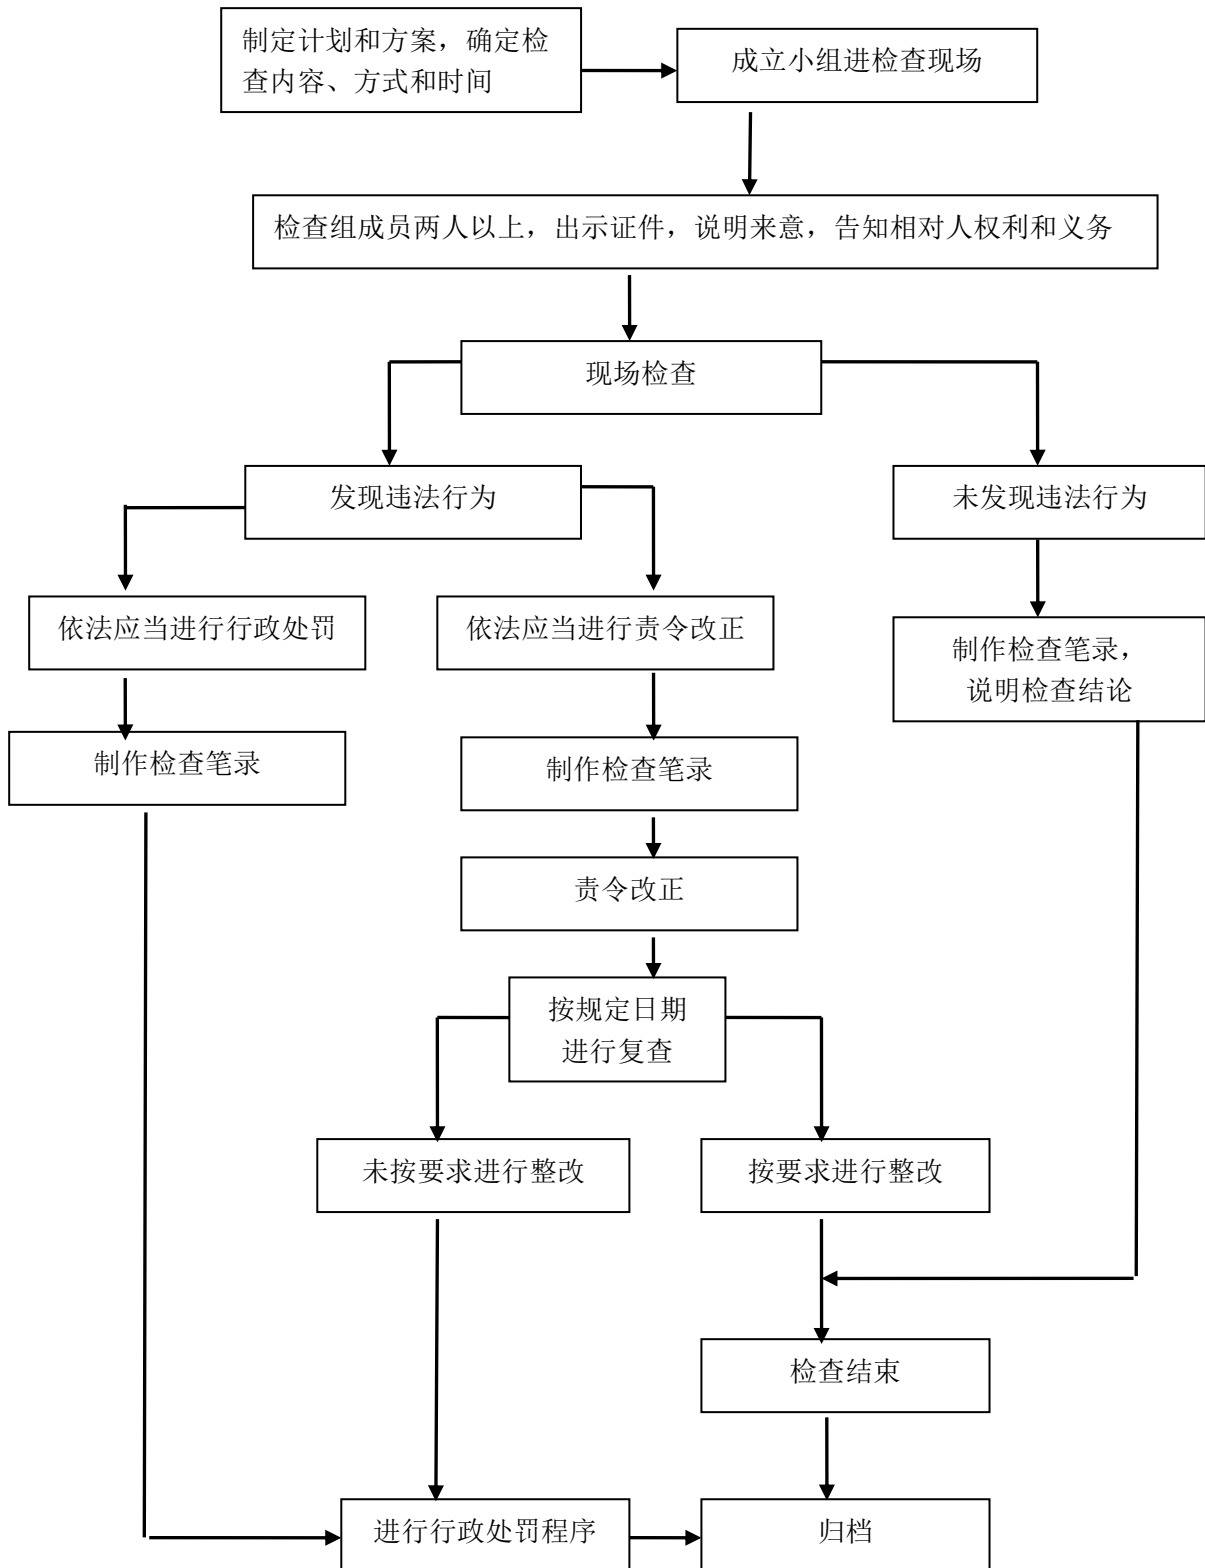 制定计划和方案，确定检
查内容、方式和时间
成立小组进检查现场
检查组成员两人以上，出示证件，说明来意，告知相对人权利和义务
现场检查
发现违法行为
未发现违法行为
依法应当进行行政处罚
依法应当进行责令改正
制作检查笔录，
说明检查结论
制作检查笔录
制作检查笔录
责令改正
按规定日期
进行复查
未按要求进行整改
按要求进行整改
检查结束
进行行政处罚程序
归档